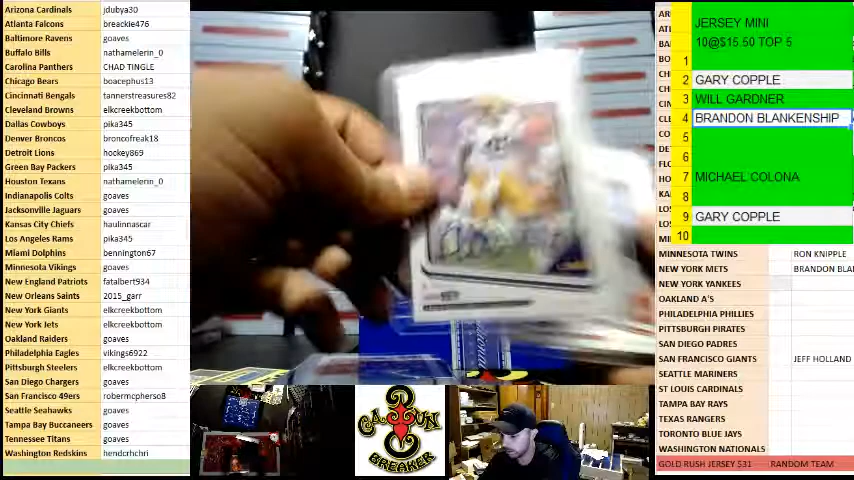 Arizona Cardinals jdubya30
Atlanta Falcons breackie476
Baltimore Ravens goaves
Buffalo Bills nathamelerin_0
Carolina Panthers CHAD TINGLE
Chicago Bears boacephus13
Cincinnati Bengals tannerstreasures82
Cleveland Browns elkcreekbottom
Dallas Cowboys pika345
Denver Broncos broncofreak18
Detroit Lions hockey869
Green Bay Packers pika345
Houston Texans nathamelerin_0
Indianapolis Colts goaves
Jacksonville Jaguars goaves
Kansas City Chiefs haulinnascar
Los Angeles Rams pika345
Miami Dolphins bennington67
Minnesota Vikings goaves
New England Patriots fatalbert934
New Orleans Saints 2015_garr
New York Giants elkcreekbottom
New York Jets elkcreekbottom
Oakland Raiders goaves
Philadelphia Eagles vikings6922
Pittsburgh Steelers elkcreekbottom
San Diego Chargers goaves
San Francisco 49ers robermcpherso8
Seattle Seahawks goaves
Tampa Bay Buccaneers goaves
Tennessee Titans goaves
Washington Redskins hendcrhchri
CAJUN
BREAKER
JERSEY MINI
10@$15.50 TOP 5
1
2 GARY COPPLE
3 WILL GARDNER
4 BRANDON BLANKENSHIP
5
6
7 MICHAEL COLONA
8
9 GARY COPPLE
10
MINNESOTA TWINS RON KNIPPLE
NEW YORK METS BRANDON BLA
NEW YORK YANKEES
OAKLAND A'S
PHILADELPHIA PHILLIES
PITTSBURGH PIRATES
SAN DIEGO PADRES
SAN FRANCISCO GIANTS JEFF HOLLAND
SEATTLE MARINERS
ST LOUIS CARDINALS
TAMPA BAY RAYS
TEXAS RANGERS
TORONTO BLUE JAYS
WASHINGTON NATIONALS
GOLD RUSH JERSEY $31 RANDOM TEAM